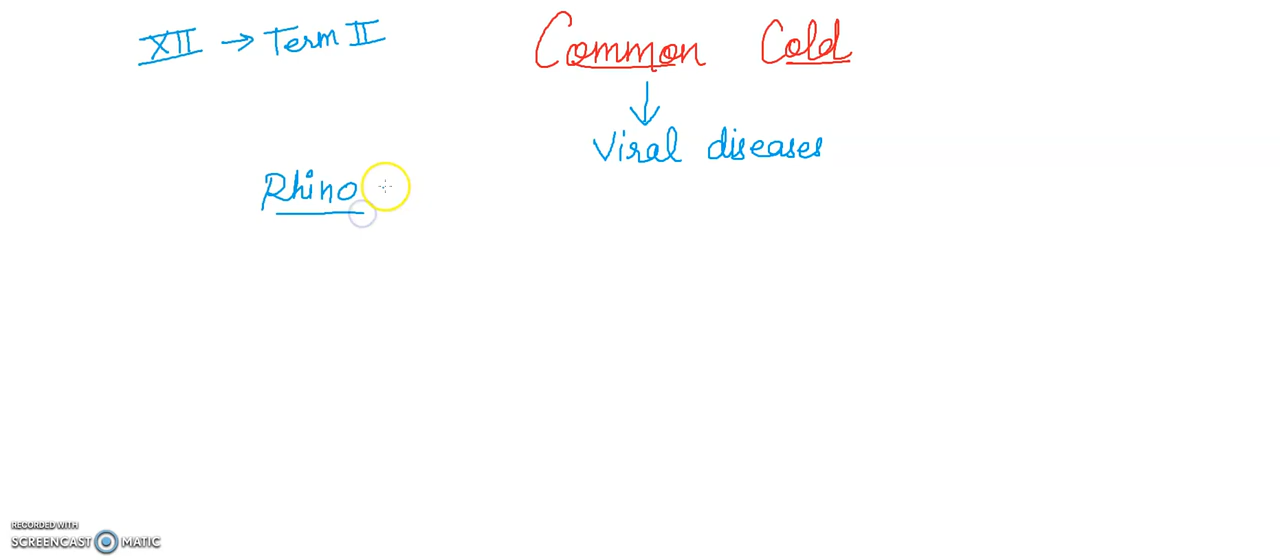 XII → Term II
Common Cold
↓
Viral diseases
Rhino
RECORDED WITH
SCREENCAST MATIC